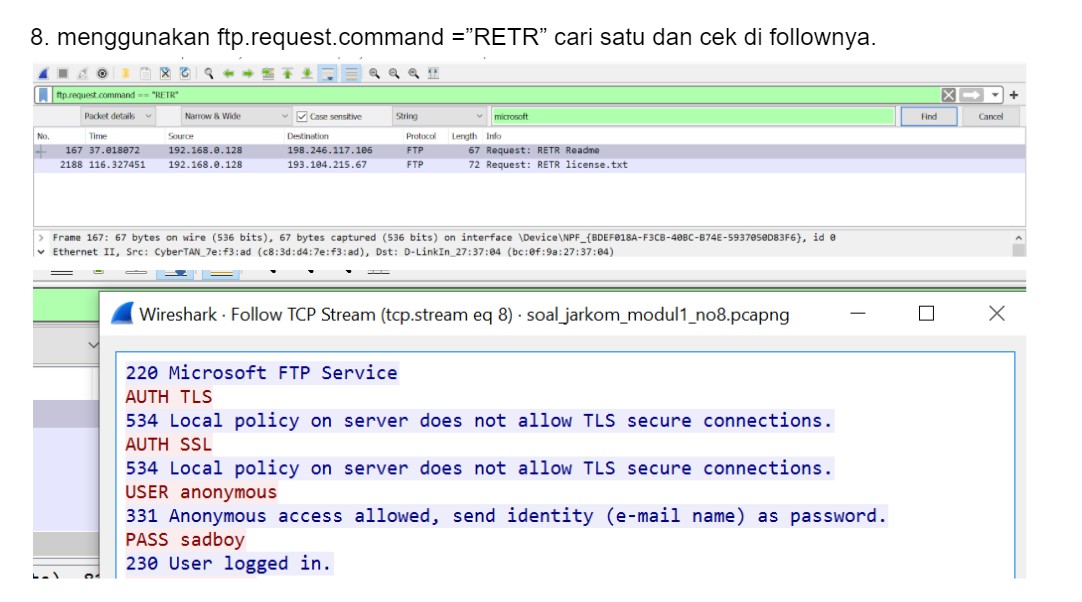 8. menggunakan ftp.request.command =”RETR” cari satu dan cek di follownya.
ftp.request.command == "RETR"
Packet details Narrow & Wide Case sensitive String microsoft Find Cancel
No. Time Source Destination Protocol Length Info
167 37.018072 192.168.0.128 198.246.117.106 FTP 67 Request: RETR Readme
2188 116.327451 192.168.0.128 193.104.215.67 FTP 72 Request: RETR license.txt
Frame 167: 67 bytes on wire (536 bits), 67 bytes captured (536 bits) on interface \Device\NPF_{BDEF018A-F3CB-40BC-B74E-5937050D83F6}, id 0
Ethernet II, Src: CyberTAN_7e:f3:ad (c8:3d:d4:7e:f3:ad), Dst: D-LinkIn_27:37:04 (bc:0f:9a:27:37:04)
Wireshark · Follow TCP Stream (tcp.stream eq 8) · soal_jarkom_modul1_no8.pcapng
220 Microsoft FTP Service
AUTH TLS
534 Local policy on server does not allow TLS secure connections.
AUTH SSL
534 Local policy on server does not allow TLS secure connections.
USER anonymous
331 Anonymous access allowed, send identity (e-mail name) as password.
PASS sadboy
230 User logged in.